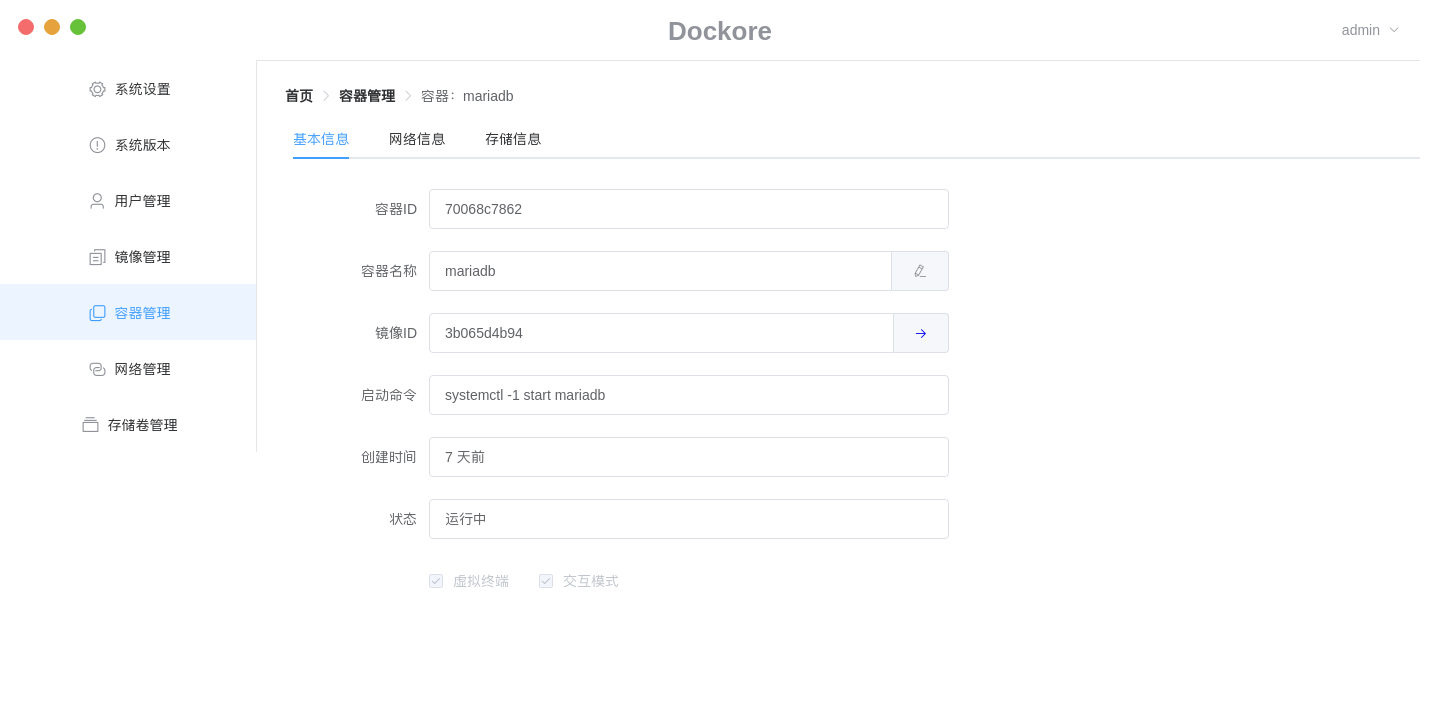 Dockore
admin
系统设置
系统版本
用户管理
镜像管理
容器管理
网络管理
存储卷管理
首页 容器管理 容器：mariadb
基本信息 网络信息 存储信息
容器ID 70068c7862
容器名称 mariadb
镜像ID 3b065d4b94
启动命令 systemctl -1 start mariadb
创建时间 7 天前
状态 运行中
虚拟终端 交互模式